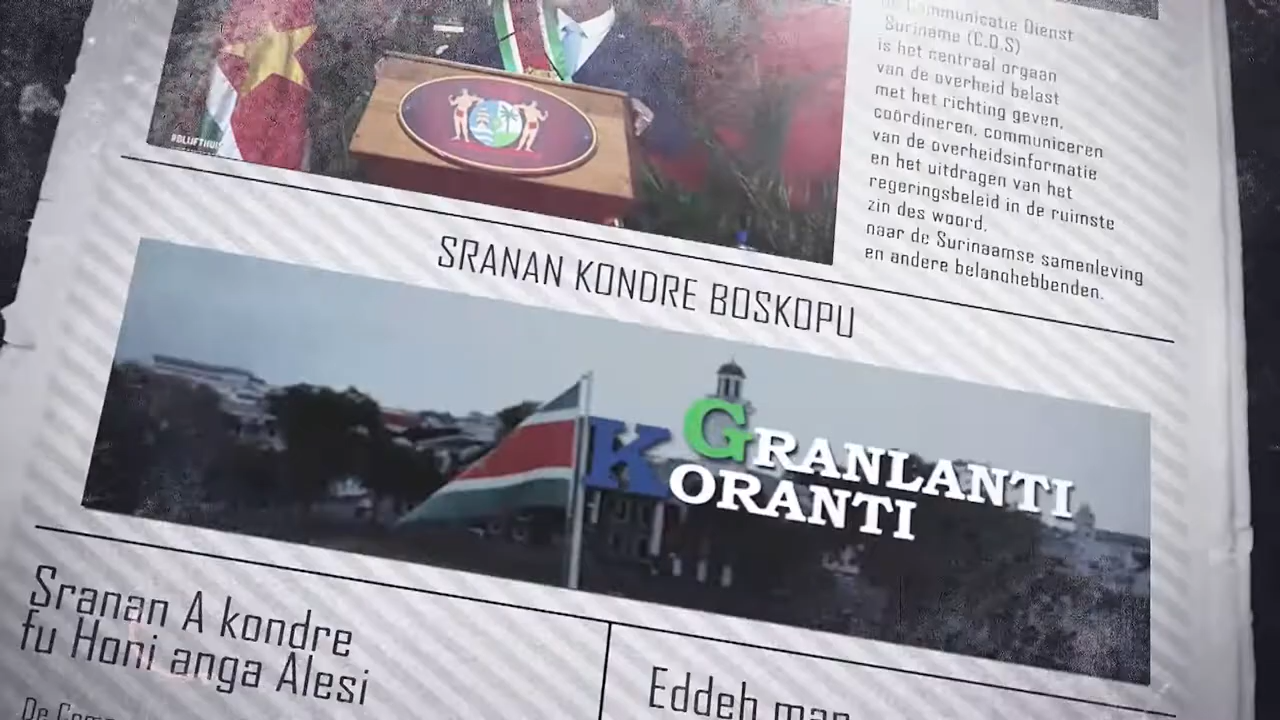 Communicatie Dienst
Suriname (C.D.S)
is het centraal orgaan
van de overheid belast
met het richting geven,
coördineren, communiceren
van de overheidsinformatie
en het uitdragen van het
regeringsbeleid in de ruimste
zin des woord,
naar de Surinaamse samenleving
en andere belanghebbenden.
SRANAN KONDRE BOSKOPU
GRANLANTI
KORANTI
Sranan A kondre
fu Honi anga Alesi
Eddeh man
De